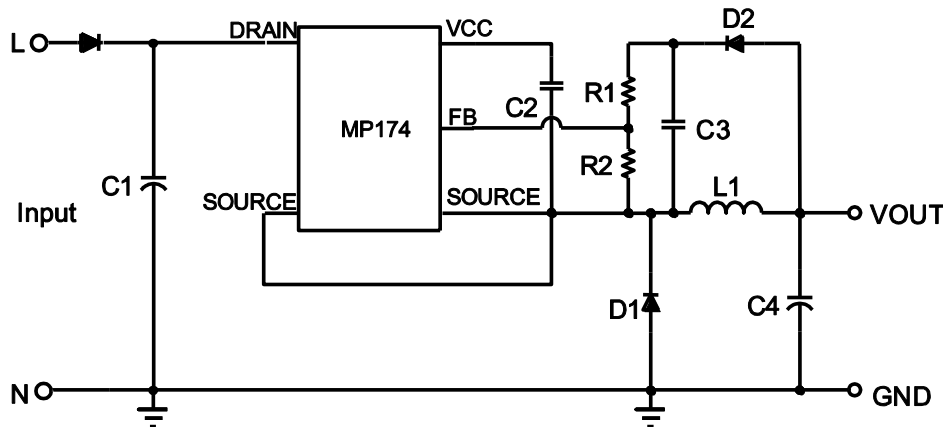 L
DRAIN
VCC
D2
R1
C2
FB
MP174
C3
R2
C1
L1
SOURCE
SOURCE
Input
VOUT
D1
C4
N
GND